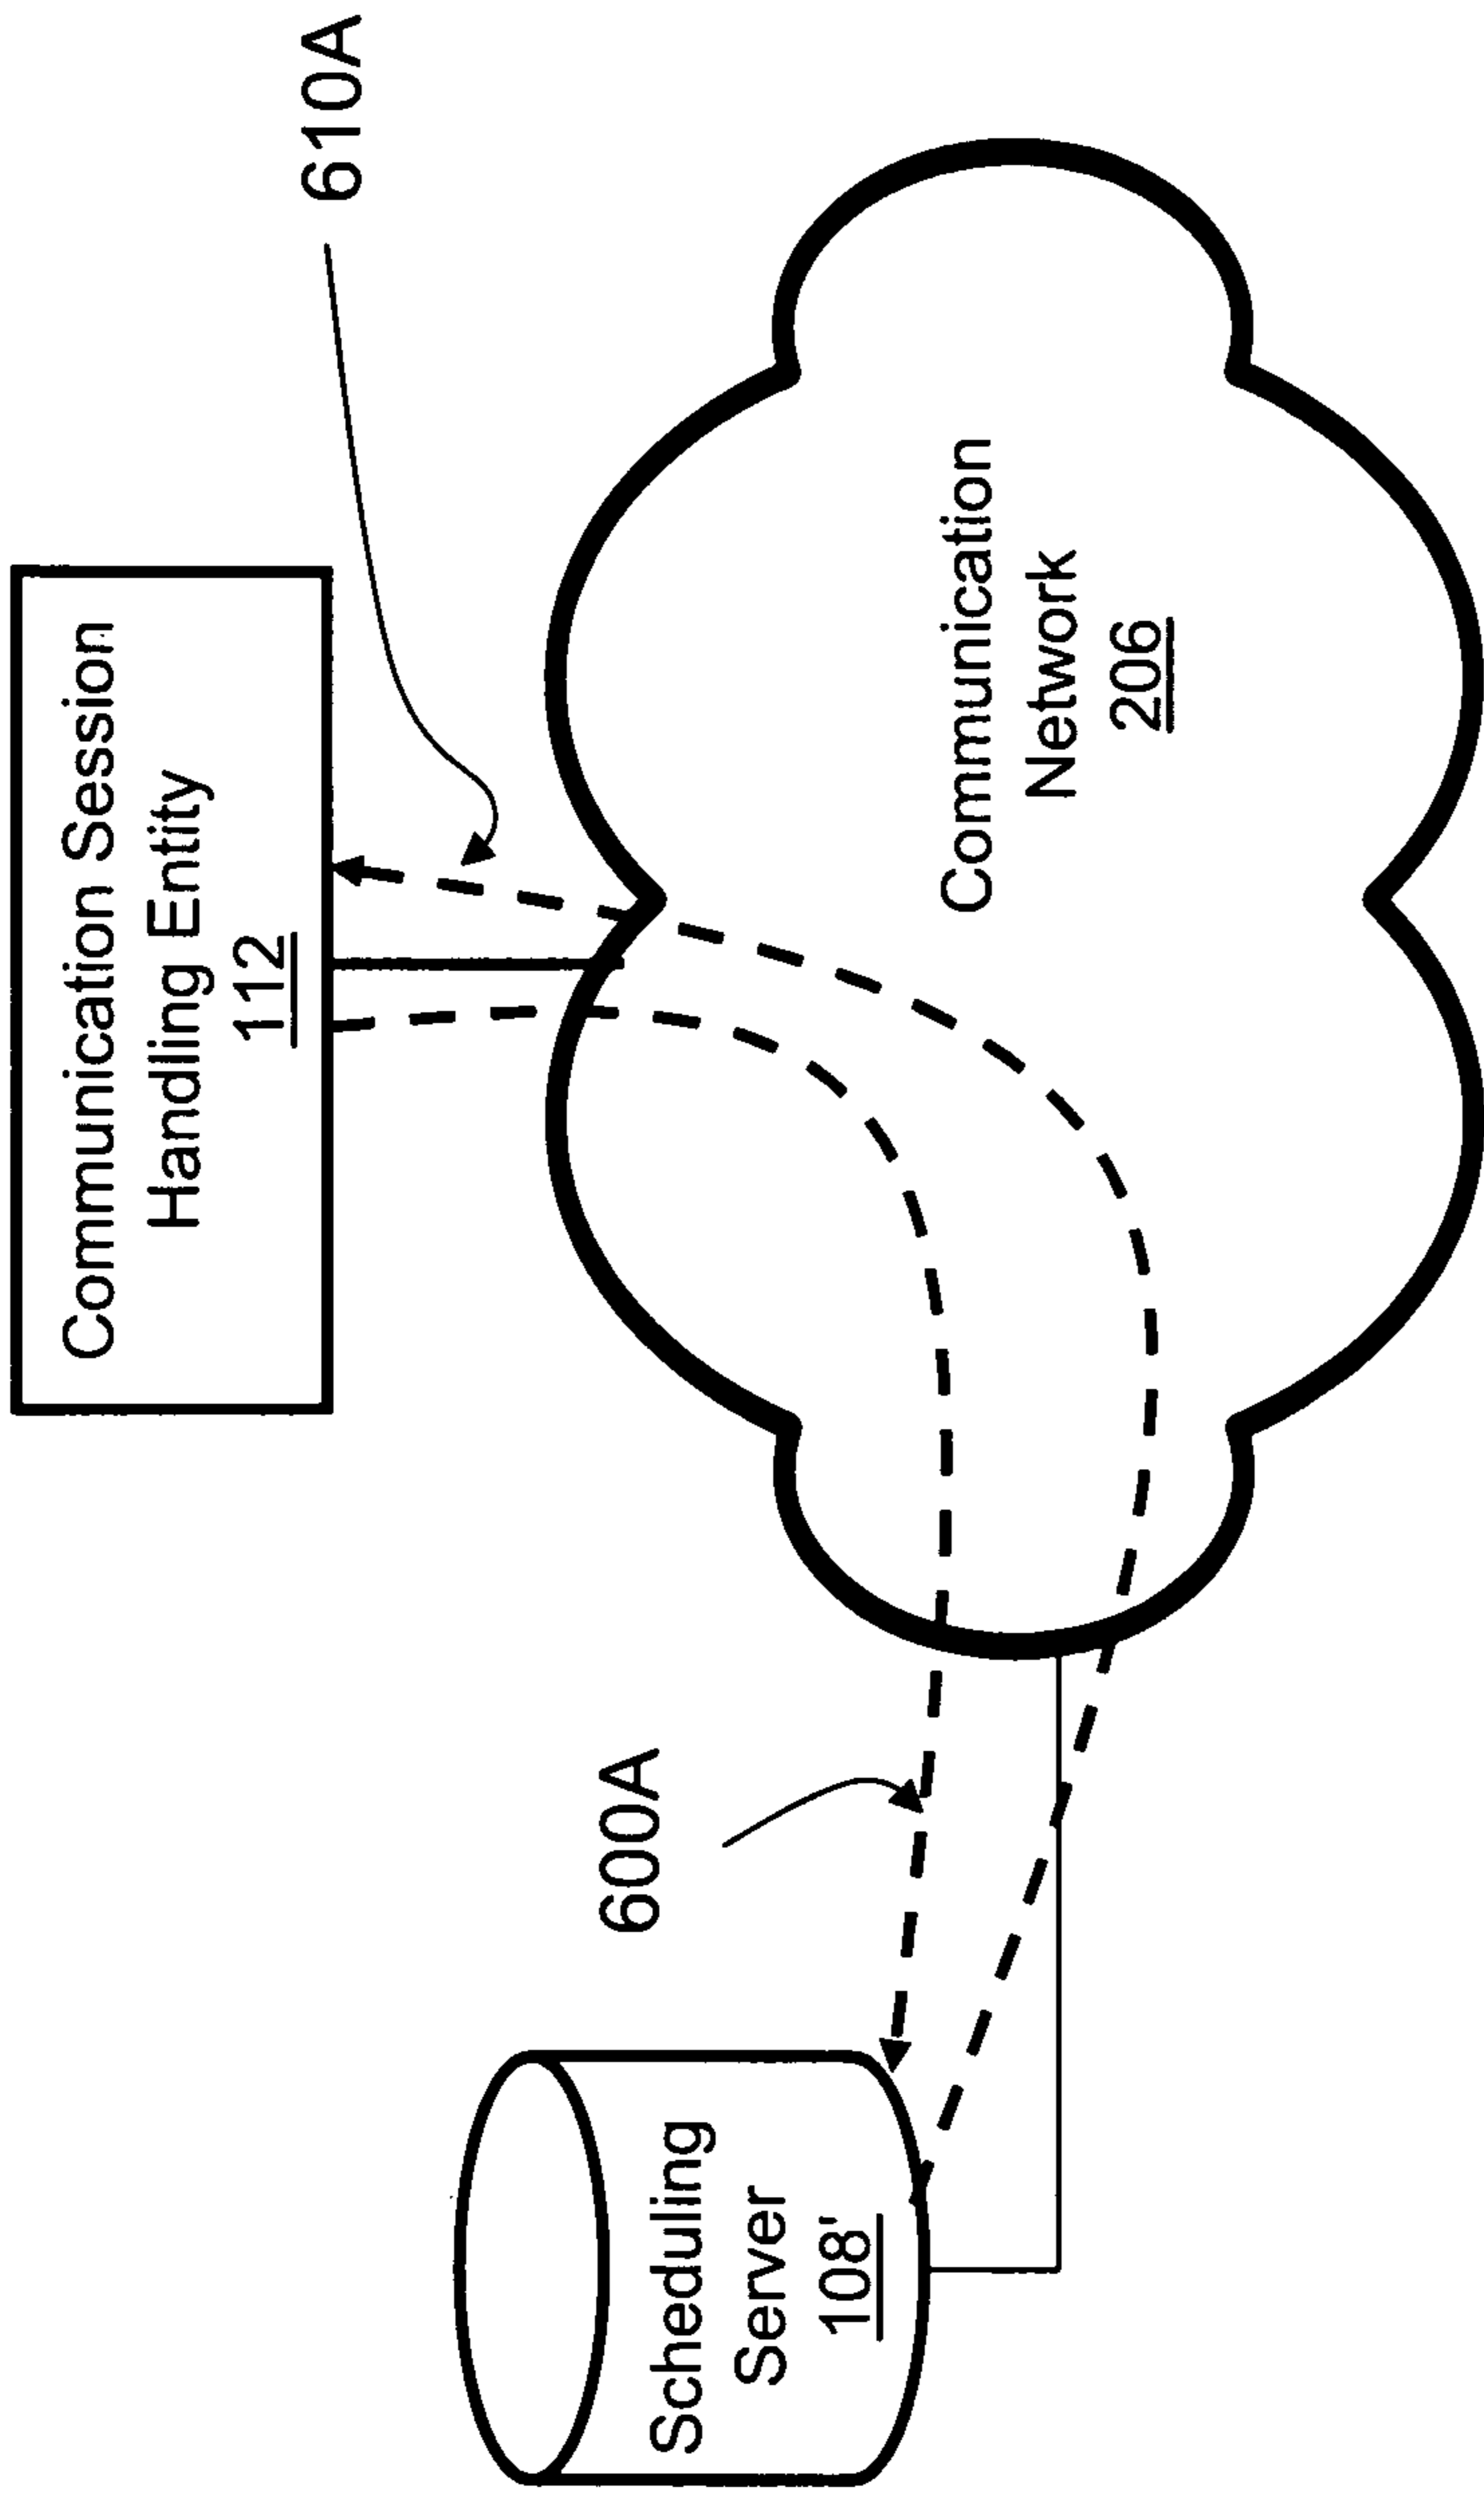 Communication Session
Handling Entity
112
610A
600A
Scheduling
Server
108'
Communication
Network
206